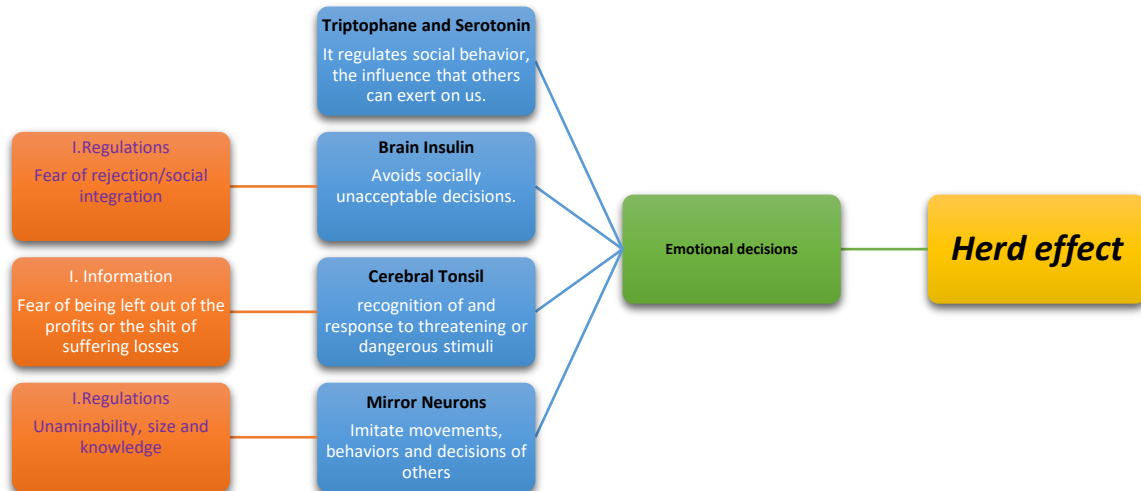 Triptophane and Serotonin
It regulates social behavior,
the influence that others
can exert on us.
I.Regulations
Fear of rejection/social
integration
Brain Insulin
Avoids socially
unacceptable decisions.
Emotional decisions
Herd effect
I. Information
Fear of being left out of the
profits or the shit of
suffering losses
Cerebral Tonsil
recognition of and
response to threatening or
dangerous stimuli
I.Regulations
Unaminability, size and
knowledge
Mirror Neurons
Imitate movements,
behaviors and decisions of
others